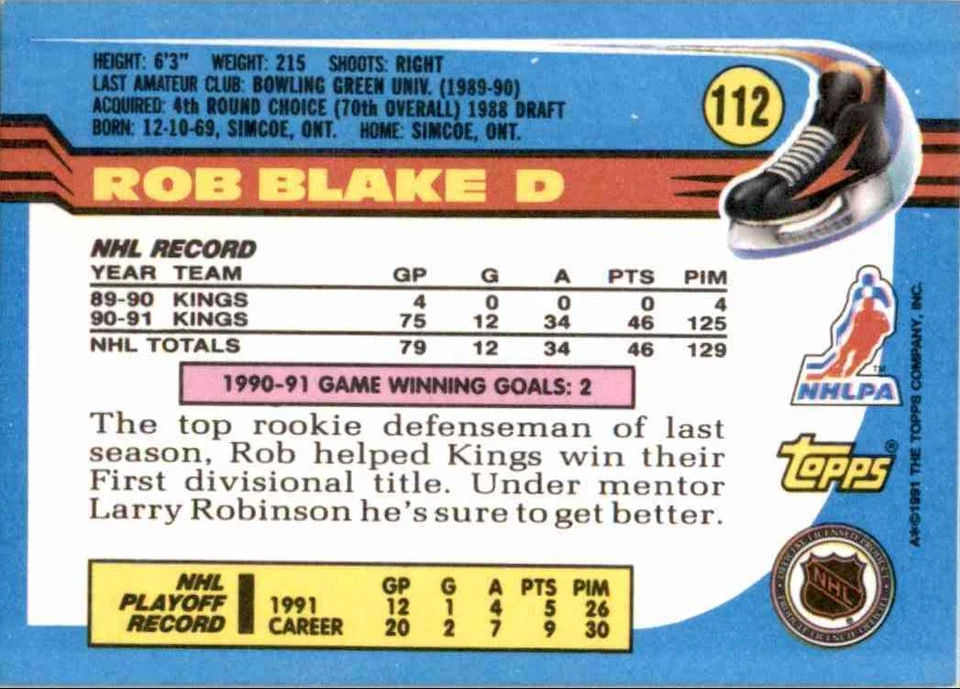 HEIGHT: 6'3" WEIGHT: 215 SHOOTS: RIGHT
LAST AMATEUR CLUB: BOWLING GREEN UNIV. (1989-90)
ACQUIRED: 4th ROUND CHOICE (70th OVERALL) 1988 DRAFT
BORN: 12-10-69, SIMCOE, ONT. HOME: SIMCOE, ONT.
112
ROB BLAKE D
NHL RECORD
YEAR TEAM GP G A PTS PIM
89-90 KINGS 4 0 0 0 4
90-91 KINGS 75 12 34 46 125
NHL TOTALS 79 12 34 46 129
1990-91 GAME WINNING GOALS: 2
The top rookie defenseman of last
season, Rob helped Kings win their
First divisional title. Under mentor
Larry Robinson he's sure to get better.
NHL PLAYOFF RECORD
GP G A PTS PIM
1991 12 1 4 5 26
CAREER 20 2 7 9 30
TM
NHLPA
TOPPS®
A*©1991 THE TOPPS COMPANY, INC.
OFFICIAL LICENSED PRODUCT
NHL
®